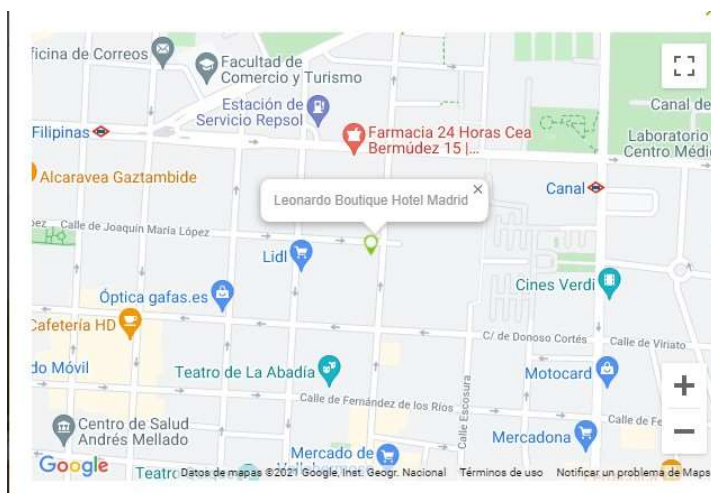 ficina de Correos
Facultad de
Comercio y Turismo
Estación de
Servicio Repsol
Canal de
Filipinas
Farmacia 24 Horas Cea
Bermúdez 15 |...
Laboratorio
Centro Médi
Alcaravea Gaztambide
Leonardo Boutique Hotel Madrid
×
Canal
pez
Calle de Joaquín María López
Lidl
Cines Verdi
Óptica gafas.es
Cafetería HD
C/ de Donoso Cortés
Calle de Viriato
do Móvil
Teatro de La Abadía
Motocard
+
Calle de Fernández de los Ríos
Calle Escosura
Calle de Fe
Centro de Salud
Andrés Mellado
Mercadona
−
Mercado de
Google
Teatro
Datos de mapas ©2021 Google, Inst. Geogr. Nacional
Términos de uso
Notificar un problema de Maps